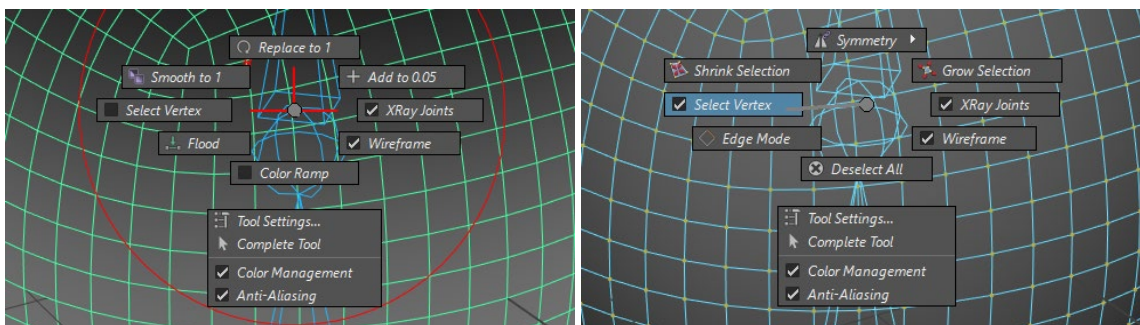 Replace to 1
Smooth to 1
Add to 0.05
Select Vertex
XRay Joints
Flood
Wireframe
Color Ramp
Tool Settings...
Complete Tool
Color Management
Anti-Aliasing
Symmetry
Shrink Selection
Grow Selection
Select Vertex
XRay Joints
Edge Mode
Wireframe
Deselect All
Tool Settings...
Complete Tool
Color Management
Anti-Aliasing